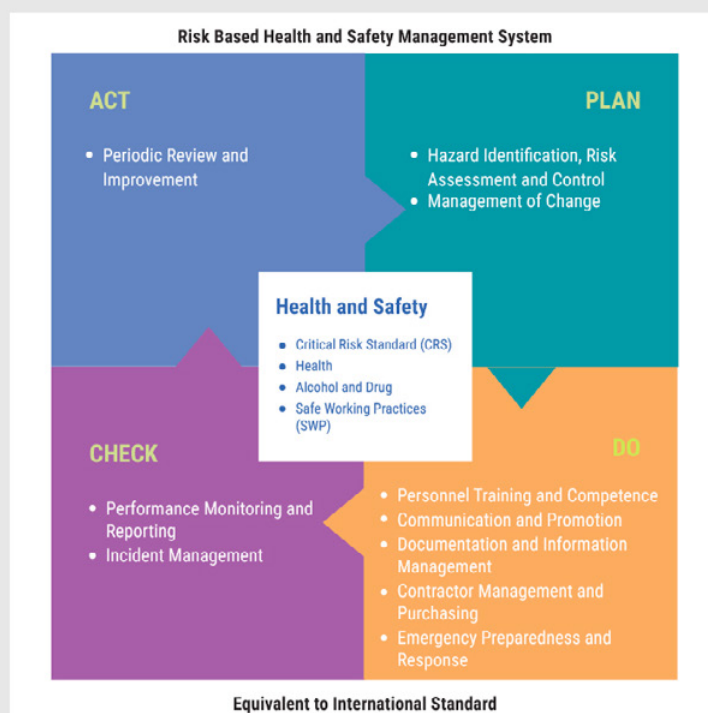 Risk Based Health and Safety Management System
ACT
• Periodic Review and
Improvement
PLAN
• Hazard Identification, Risk
Assessment and Control
• Management of Change
Health and Safety
• Critical Risk Standard (CRS)
• Health
• Alcohol and Drug
• Safe Working Practices
(SWP)
CHECK
• Performance Monitoring and
Reporting
• Incident Management
DO
• Personnel Training and Competence
• Communication and Promotion
• Documentation and Information
Management
• Contractor Management and
Purchasing
• Emergency Preparedness and
Response
Equivalent to International Standard